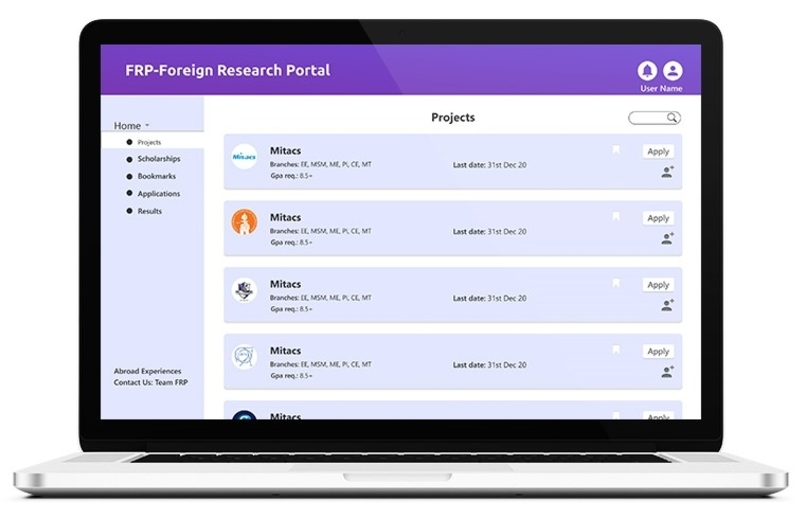 FRP-Foreign Research Portal
User Name
Home
Projects
Scholarships
Bookmarks
Applications
Results
Abroad Experiences
Contact Us: Team FRP
Projects
Mitacs
Mitacs
Branches: EE, MSM, ME, PI, CE, MT
Gpa req.: 8.5+
Last date: 31st Dec 20
Apply
Mitacs
Branches: EE, MSM, ME, PI, CE, MT
Gpa req.: 8.5+
Last date: 31st Dec 20
Apply
Mitacs
Branches: EE, MSM, ME, PI, CE, MT
Gpa req.: 8.5+
Last date: 31st Dec 20
Apply
Mitacs
Branches: EE, MSM, ME, PI, CE, MT
Gpa req.: 8.5+
Last date: 31st Dec 20
Apply
Mitacs
Apply